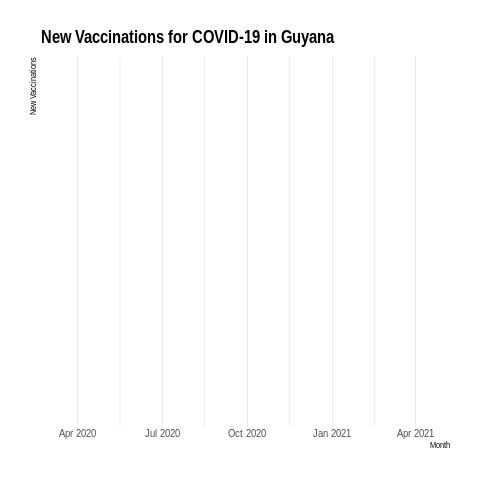 New Vaccinations for COVID-19 in Guyana
New Vaccinations
Apr 2020 Jul 2020 Oct 2020 Jan 2021 Apr 2021
Month